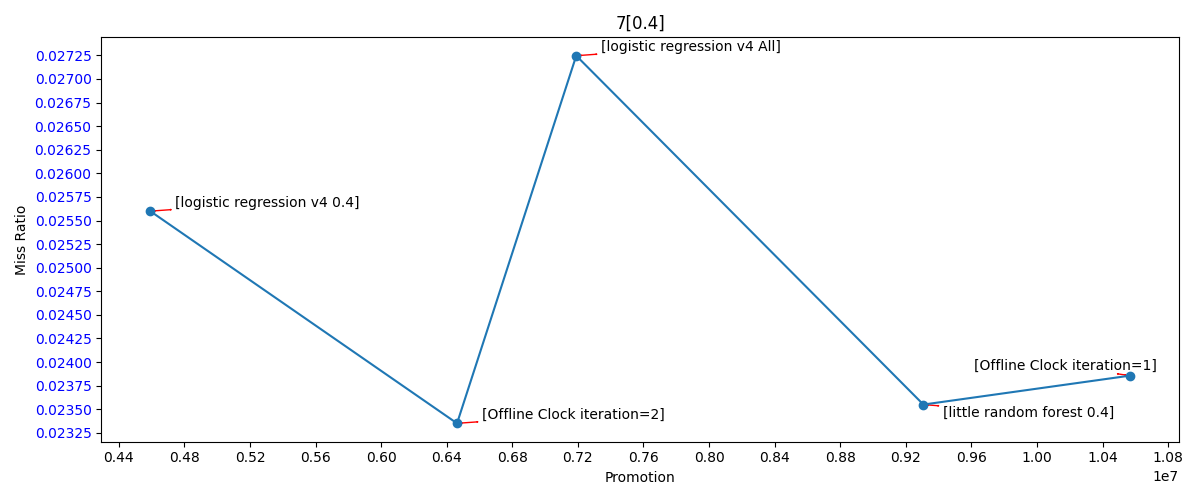 7[0.4]
0.02725
0.02700
0.02675
0.02650
0.02625
0.02600
0.02575
0.02550
0.02525
0.02500
0.02475
0.02450
0.02425
0.02400
0.02375
0.02350
0.02325
Miss Ratio
[logistic regression v4 All]
[logistic regression v4 0.4]
[Offline Clock iteration=1]
[Offline Clock iteration=2]
[little random forest 0.4]
0.44 0.48 0.52 0.56 0.60 0.64 0.68 0.72 0.76 0.80 0.84 0.88 0.92 0.96 1.00 1.04 1.08
Promotion
1e7